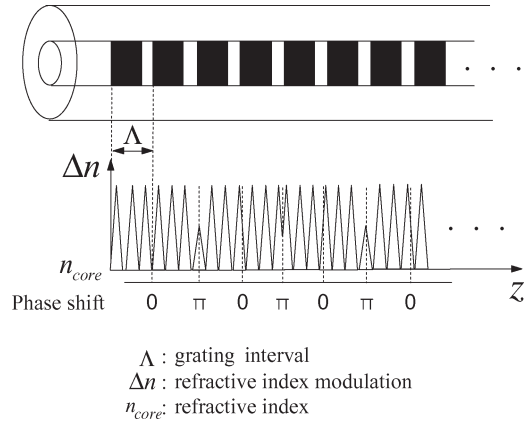 . . .
Λ
Δn
. . .
n_core
z
Phase shift 0 π 0 π 0 π 0
Λ : grating interval
Δn : refractive index modulation
n_core: refractive index